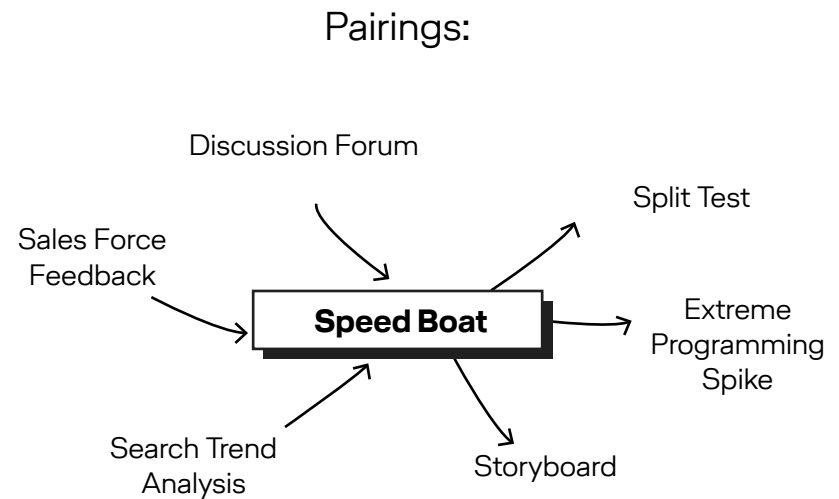 Pairings:
Discussion Forum
Split Test
Sales Force
Feedback
Speed Boat
Extreme
Programming
Spike
Search Trend
Analysis
Storyboard